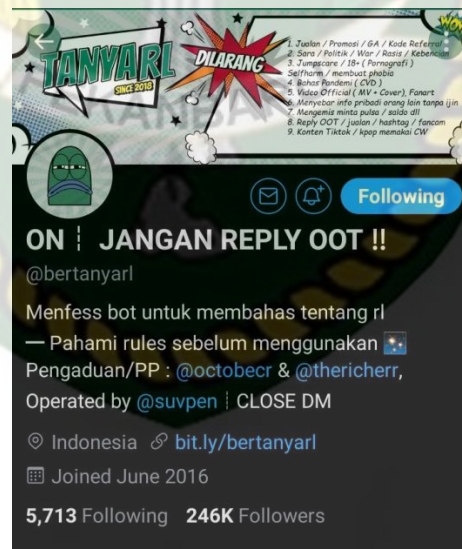 WOW
TANYARL
SINCE 2018
DILARANG
1. Jualan / Promosi / GA / Kode Referral
2. Sara / Politik / War / Rasis / Kebencian
3. Jumpscare / 18+ ( Pornografi )
Selfharm / membuat phobia
4. Bahas Pandemi ( CVD )
5. Video Official ( MV + Cover), Fanart
6. Menyebar info pribadi orang lain tanpa ijin
7. Mengemis minta pulsa / saldo dll
8. Reply OOT / jualan / hashtag / fancam
9. Konten Tiktok / kpop memakai CW
Following
ON ┆ JANGAN REPLY OOT !!
@bertanyarl
Menfess bot untuk membahas tentang rl
— Pahami rules sebelum menggunakan 🎇
Pengaduan/PP : @octobecr & @thericherr,
Operated by @suvpen ┆ CLOSE DM
Indonesia bit.ly/bertanyarl
Joined June 2016
5,713 Following 246K Followers